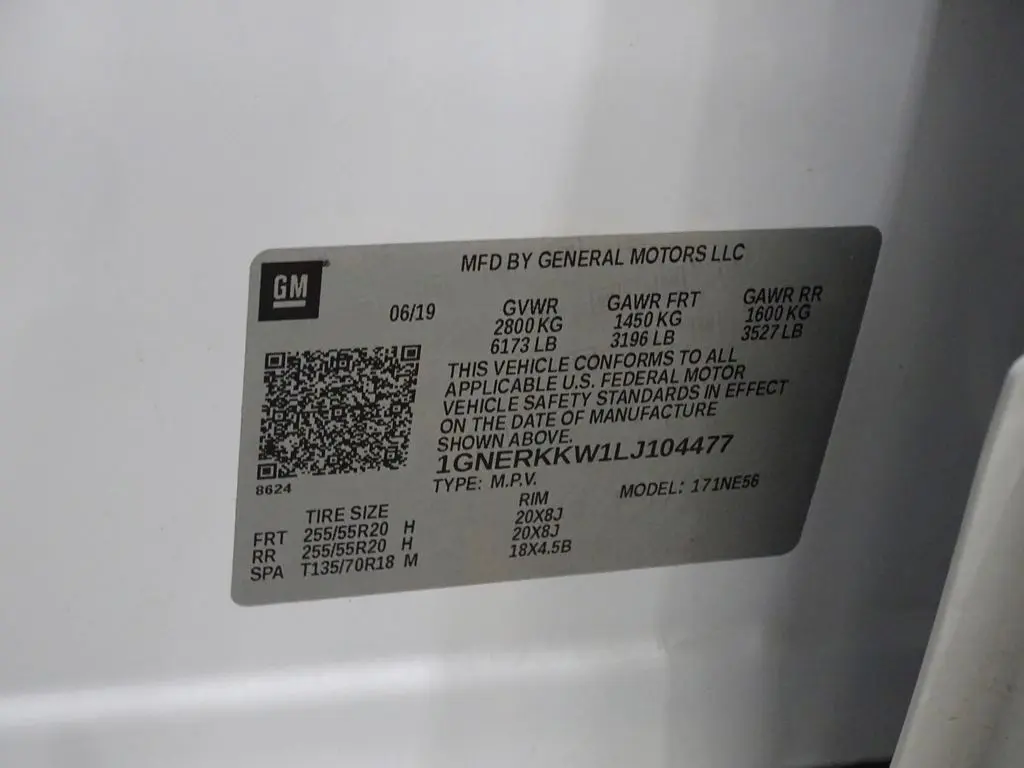 GM
MFD BY GENERAL MOTORS LLC
06/19 GVWR GAWR FRT GAWR RR
2800 KG 1450 KG 1600 KG
6173 LB 3196 LB 3527 LB
THIS VEHICLE CONFORMS TO ALL
APPLICABLE U.S. FEDERAL MOTOR
VEHICLE SAFETY STANDARDS IN EFFECT
ON THE DATE OF MANUFACTURE
SHOWN ABOVE.
1GNERKKW1LJ104477
8624
TYPE: M.P.V. MODEL: 171NE56
TIRE SIZE RIM
FRT 255/55R20 H 20X8J
RR 255/55R20 H 20X8J
SPA T135/70R18 M 18X4.5B